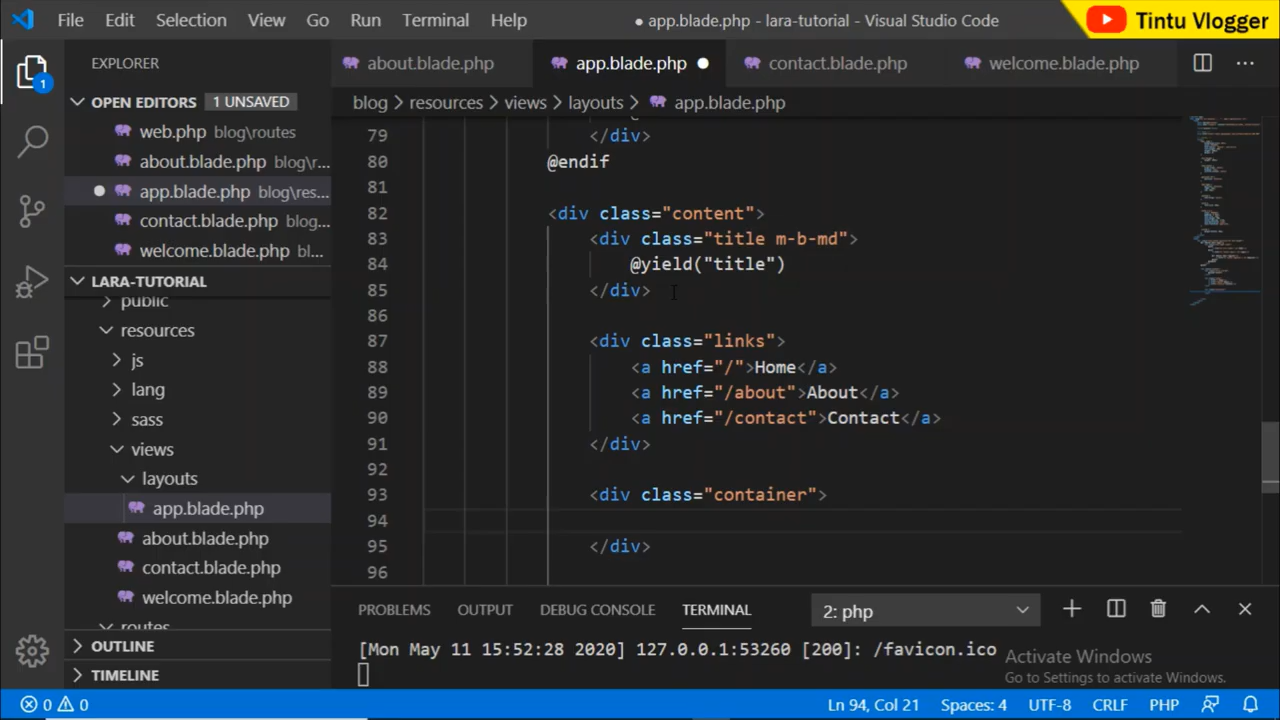 File Edit Selection View Go Run Terminal Help ● app.blade.php - lara-tutorial - Visual Studio Code
Tintu Vlogger
1
EXPLORER
OPEN EDITORS 1 UNSAVED
web.php blog\routes
about.blade.php blog\r...
app.blade.php blog\res...
contact.blade.php blog...
welcome.blade.php bl...
LARA-TUTORIAL
public
resources
js
lang
sass
views
layouts
app.blade.php
about.blade.php
contact.blade.php
welcome.blade.php
routes
OUTLINE
TIMELINE
about.blade.php app.blade.php ● contact.blade.php welcome.blade.php ...
blog > resources > views > layouts > app.blade.php
79 </div>
80 @endif
81
82 <div class="content">
83 <div class="title m-b-md">
84 @yield("title")
85 </div>
86
87 <div class="links">
88 <a href="/">Home</a>
89 <a href="/about">About</a>
90 <a href="/contact">Contact</a>
91 </div>
92
93 <div class="container">
94
95 </div>
96
PROBLEMS OUTPUT DEBUG CONSOLE TERMINAL 2: php
[Mon May 11 15:52:28 2020] 127.0.0.1:53260 [200]: /favicon.ico
Activate Windows
Go to Settings to activate Windows.
0 0 Ln 94, Col 21 Spaces: 4 UTF-8 CRLF PHP